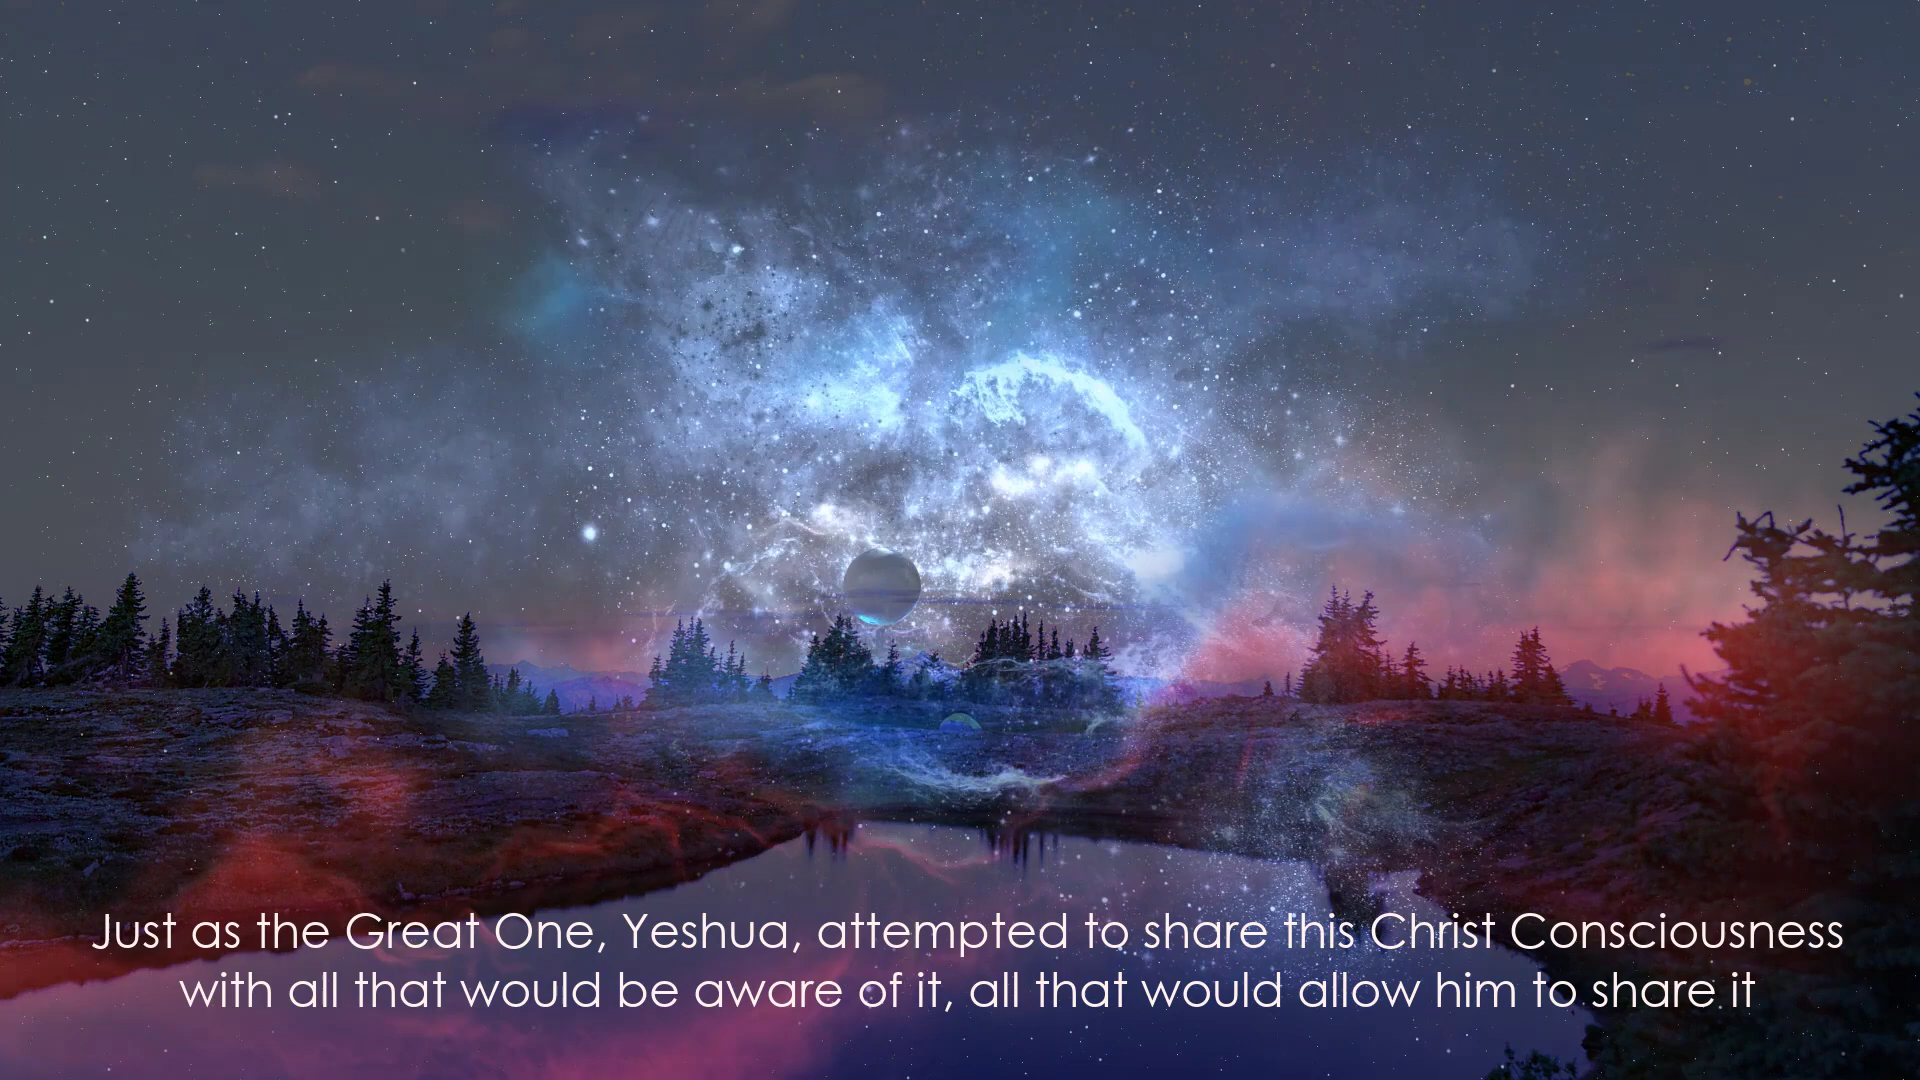 Just as the Great One, Yeshua, attempted to share this Christ Consciousness
with all that would be aware of it, all that would allow him to share it